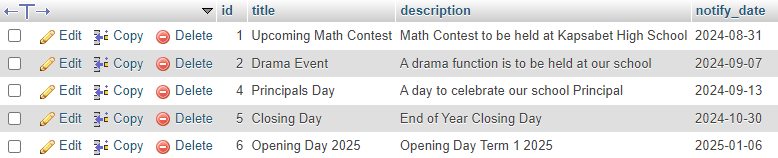 id title description notify_date
Edit Copy Delete 1 Upcoming Math Contest Math Contest to be held at Kapsabet High School 2024-08-31
Edit Copy Delete 2 Drama Event A drama function is to be held at our school 2024-09-07
Edit Copy Delete 4 Principals Day A day to celebrate our school Principal 2024-09-13
Edit Copy Delete 5 Closing Day End of Year Closing Day 2024-10-30
Edit Copy Delete 6 Opening Day 2025 Opening Day Term 1 2025 2025-01-06